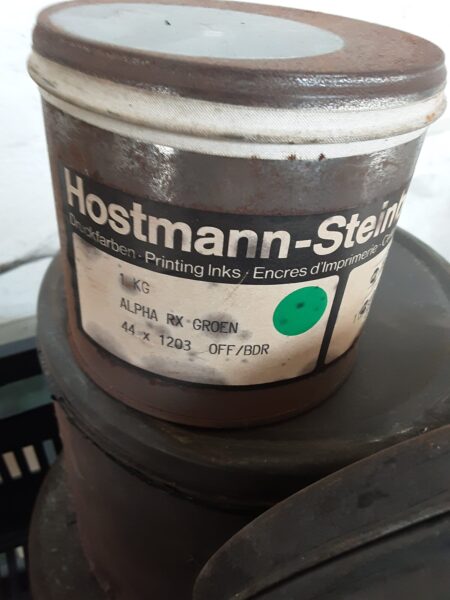 Hostmann-Stein
Druckfarben · Printing Inks · Encres d'Imprimerie ·
1 KG
ALPHA RX GROEN
44 x 1203 OFF/BDR